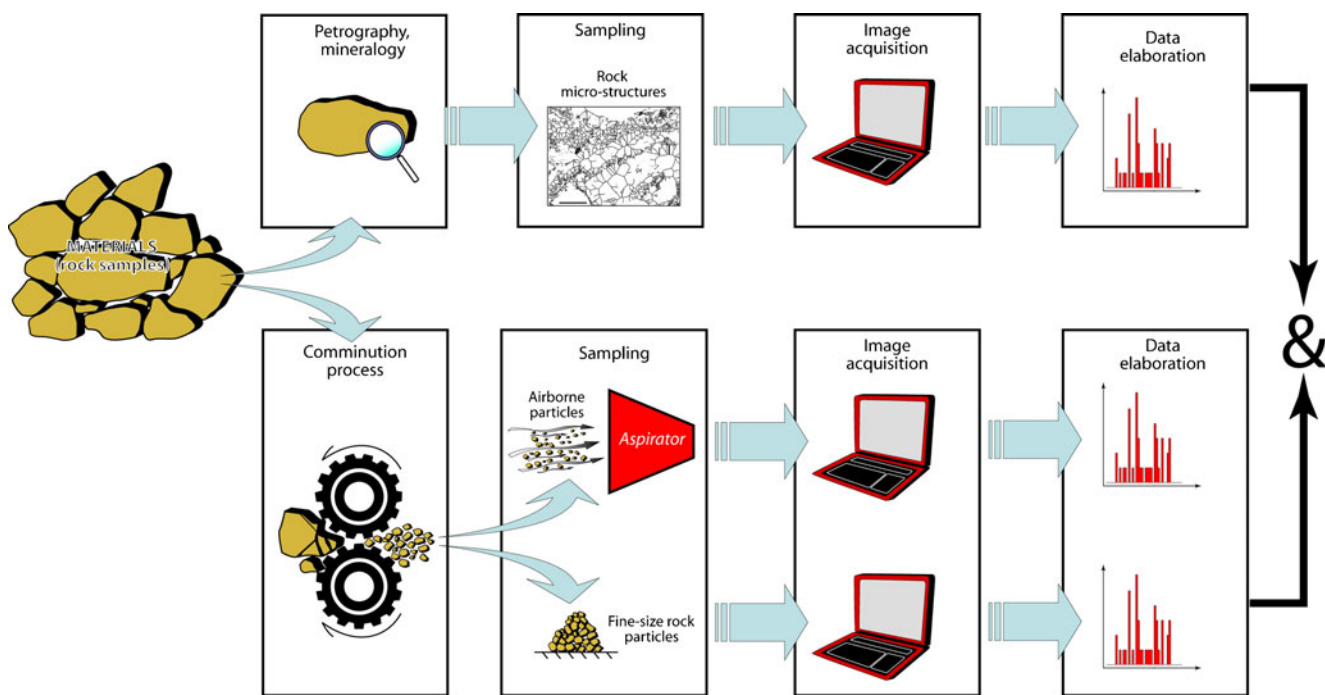 Petrography,
mineralogy
Sampling
Rock
micro-structures
Image
acquisition
Data
elaboration
MATERIALS
(rock samples)
&
Comminution
process
Sampling
Airborne
particles
Aspirator
Fine-size rock
particles
Image
acquisition
Data
elaboration